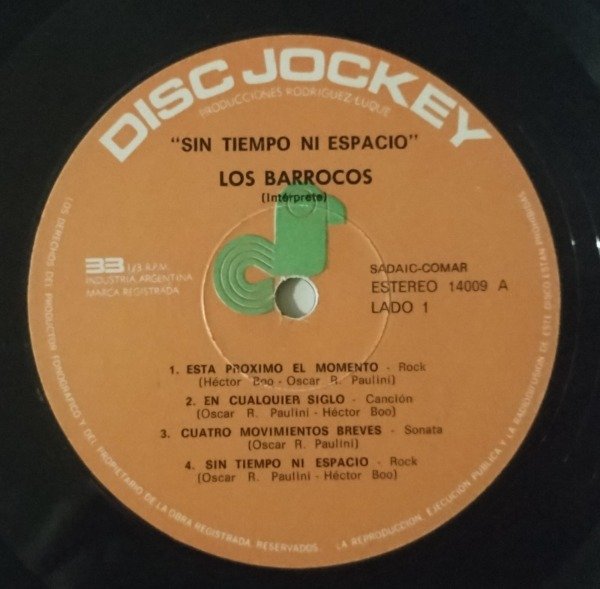 DISC JOCKEY
PRODUCCIONES RODRIGUEZ LUQUE
"SIN TIEMPO NI ESPACIO"
LOS BARROCOS
(Intérprete)
33 1/3 R.P.M.
INDUSTRIA ARGENTINA
MARCA REGISTRADA
SADAIC-COMAR
ESTEREO 14009 A
LADO 1
1. ESTA PROXIMO EL MOMENTO - Rock
(Héctor Boo - Oscar R. Paulini)
2. EN CUALQUIER SIGLO - Canción
(Oscar R. Paulini - Héctor Boo)
3. CUATRO MOVIMIENTOS BREVES - Sonata
(Oscar R. Paulini)
4. SIN TIEMPO NI ESPACIO - Rock
(Oscar R. Paulini - Héctor Boo)
LOS DERECHOS DEL PRODUCTOR FONOGRAFICO Y DEL PROPIETARIO DE LA OBRA REGISTRADA RESERVADOS. LA REPRODUCCION, EJECUCION PUBLICA Y LA RADIODIFUSION DE ESTE DISCO ESTAN PROHIBIDAS